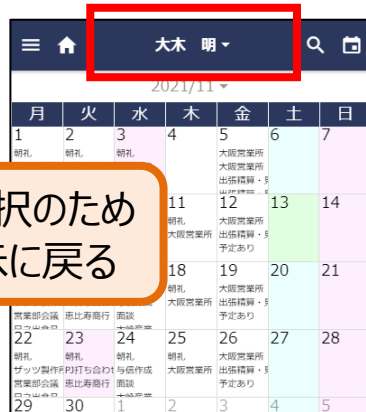 大木 明
2021/11
月 火 水 木 金 土 日
1 2 3 4 5 6 7
朝礼 朝礼 朝礼 大阪営業所
大阪営業所
出張精算・
択のため
に戻る
11 12 13 14
朝礼 大阪営業所
大阪営業所 出張精算・
予定あり
18 19 20 21
朝礼 大阪営業所
大阪営業所 出張精算・
営業部会議 恵比寿商行 面談 予定あり
22 23 24 25 26 27 28
朝礼 朝礼 朝礼 朝礼 大阪営業所
ザッツ製作所 PJ打ち合わせ 与信作成 大阪営業所 出張精算・
営業部会議 恵比寿商行 面談 予定あり
29 30 1 2 3 4 5